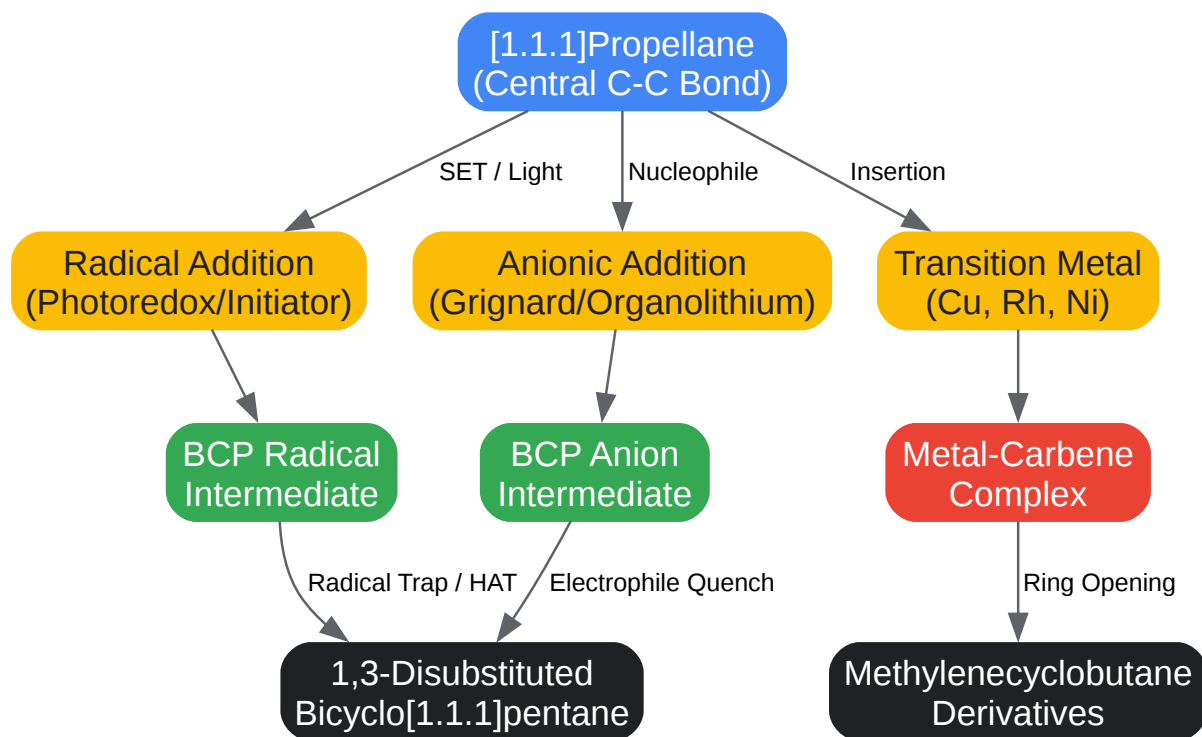 [1.1.1]Propellane
(Central C-C Bond)
SET / Light
Nucleophile
Insertion
Radical Addition
(Photoredox/Initiator)
Anionic Addition
(Grignard/Organolithium)
Transition Metal
(Cu, Rh, Ni)
BCP Radical
Intermediate
BCP Anion
Intermediate
Metal-Carbene
Complex
Radical Trap / HAT
Electrophile Quench
Ring Opening
1,3-Disubstituted
Bicyclo[1.1.1]pentane
Methylenecyclobutane
Derivatives